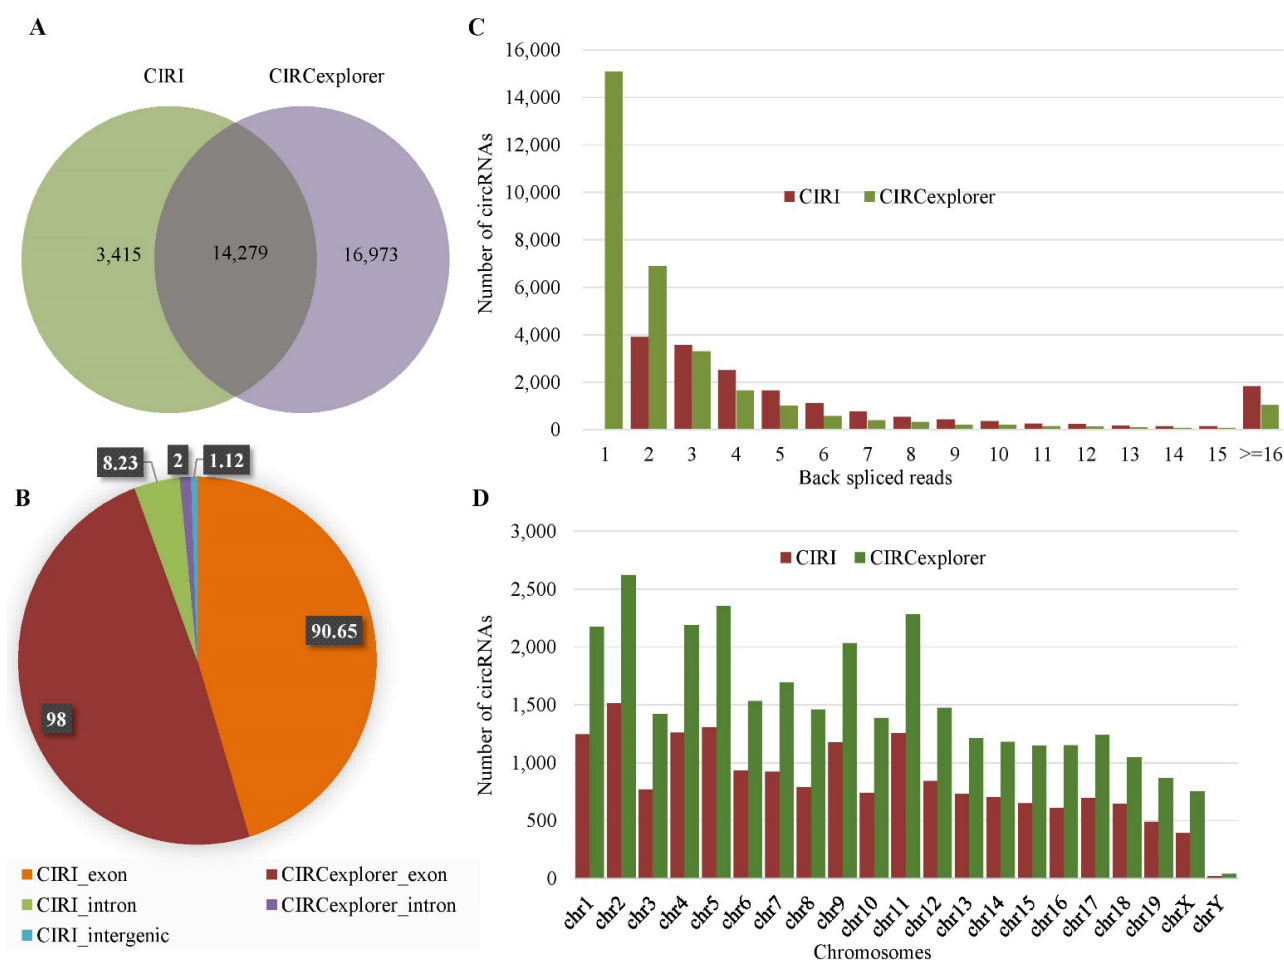 A
CIRI
CIRCexplorer
3,415
14,279
16,973
B
8.23
2
1.12
90.65
98
CIRI_exon
CIRCexplorer_exon
CIRI_intron
CIRCexplorer_intron
CIRI_intergenic
C
16,000
14,000
12,000
10,000
8,000
6,000
4,000
2,000
0
Number of circRNAs
CIRI
CIRCexplorer
1 2 3 4 5 6 7 8 9 10 11 12 13 14 15 >=16
Back spliced reads
D
3,000
2,500
2,000
1,500
1,000
500
0
Number of circRNAs
CIRI
CIRCexplorer
chr1 chr2 chr3 chr4 chr5 chr6 chr7 chr8 chr9 chr10 chr11 chr12 chr13 chr14 chr15 chr16 chr17 chr18 chr19 chrX chrY
Chromosomes